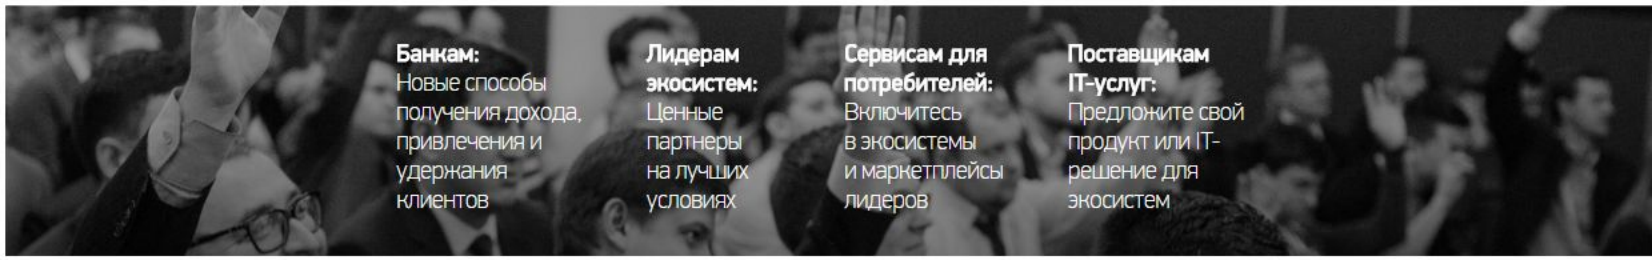 Банкам:
Новые способы
получения дохода,
привлечения и
удержания
клиентов
Лидерам
экосистем:
Ценные
партнеры
на лучших
условиях
Сервисам для
потребителей:
Включитесь
в экосистемы
и маркетплейсы
лидеров
Поставщикам
IT-услуг:
Предложите свой
продукт или IT-
решение для
экосистем